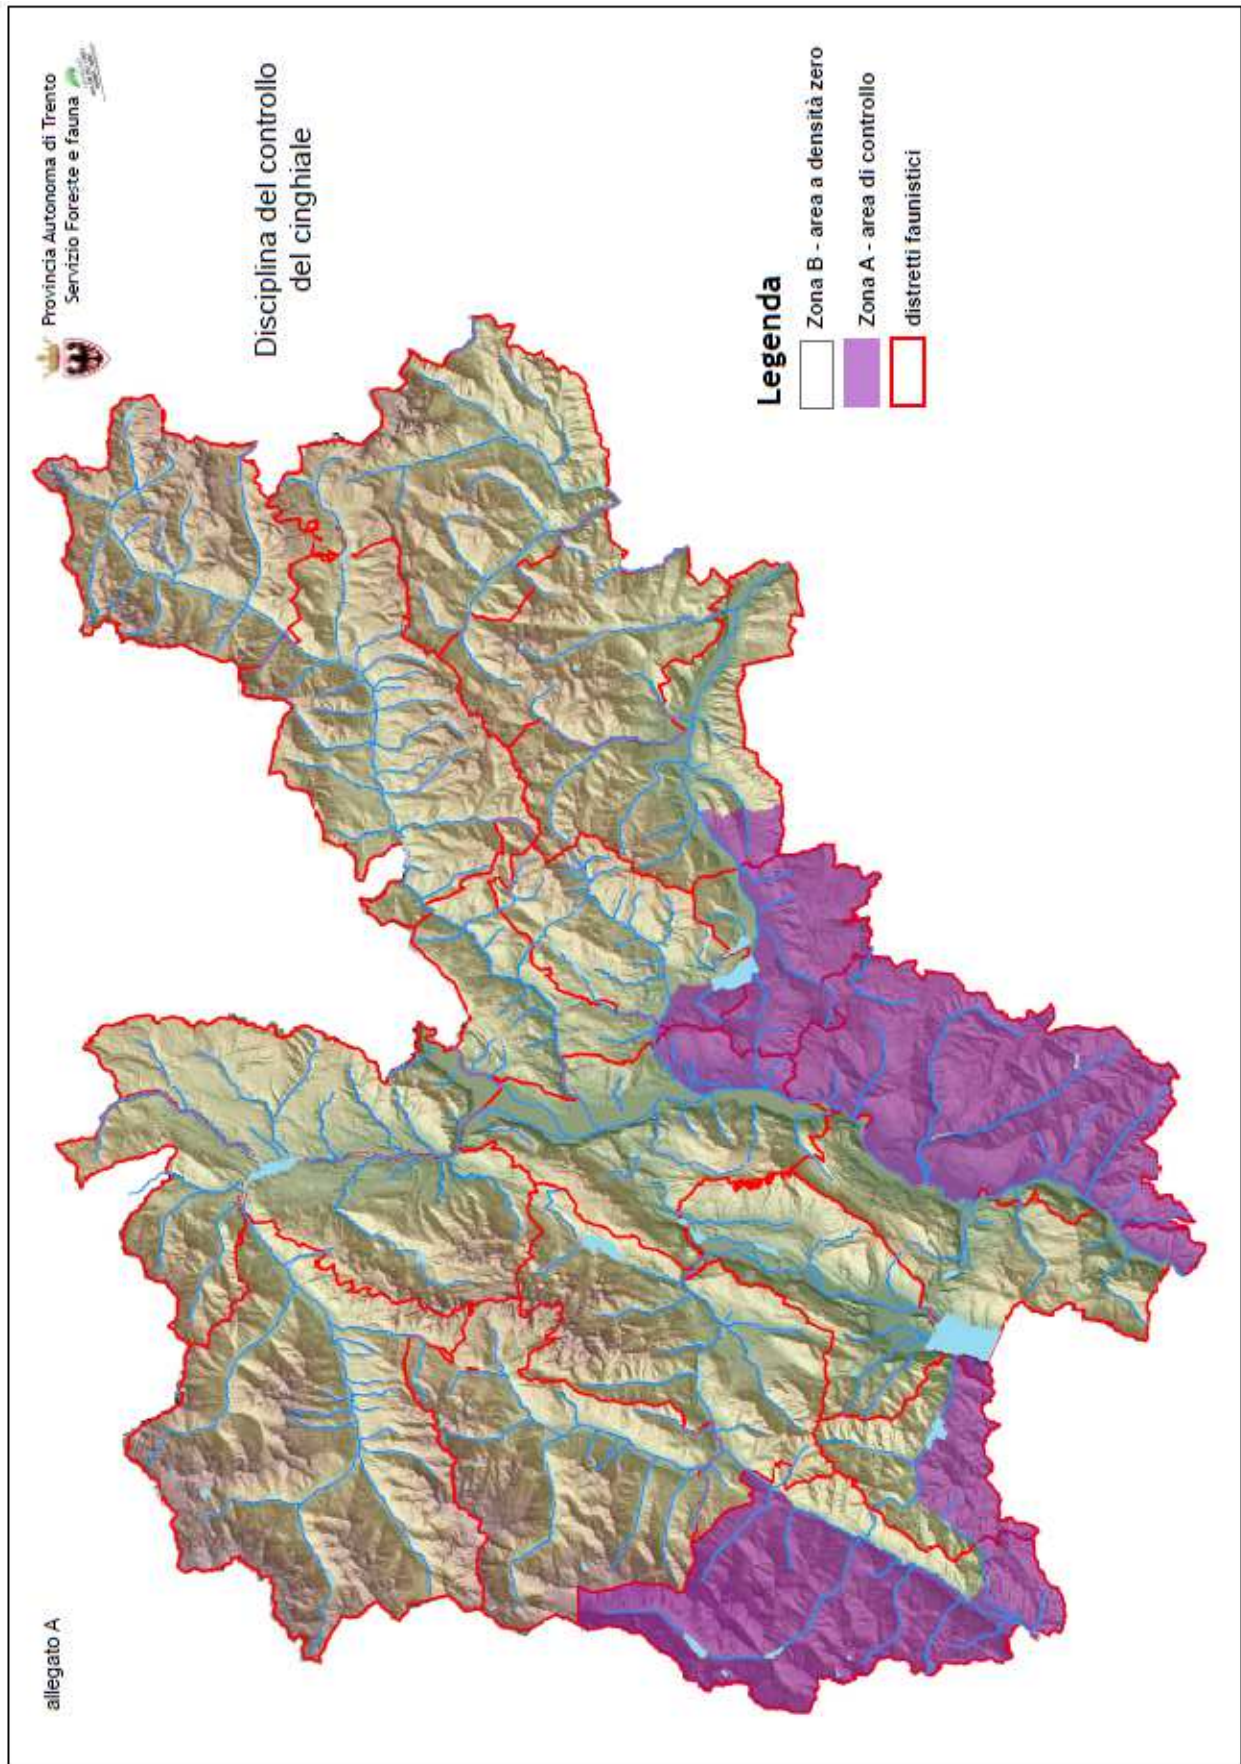 allegato A
Provincia Autonoma di Trento
Servizio Foreste e fauna
Disciplina del controllo
del cinghiale
Legenda
Zona B - area a densità zero
Zona A - area di controllo
distretti faunistici